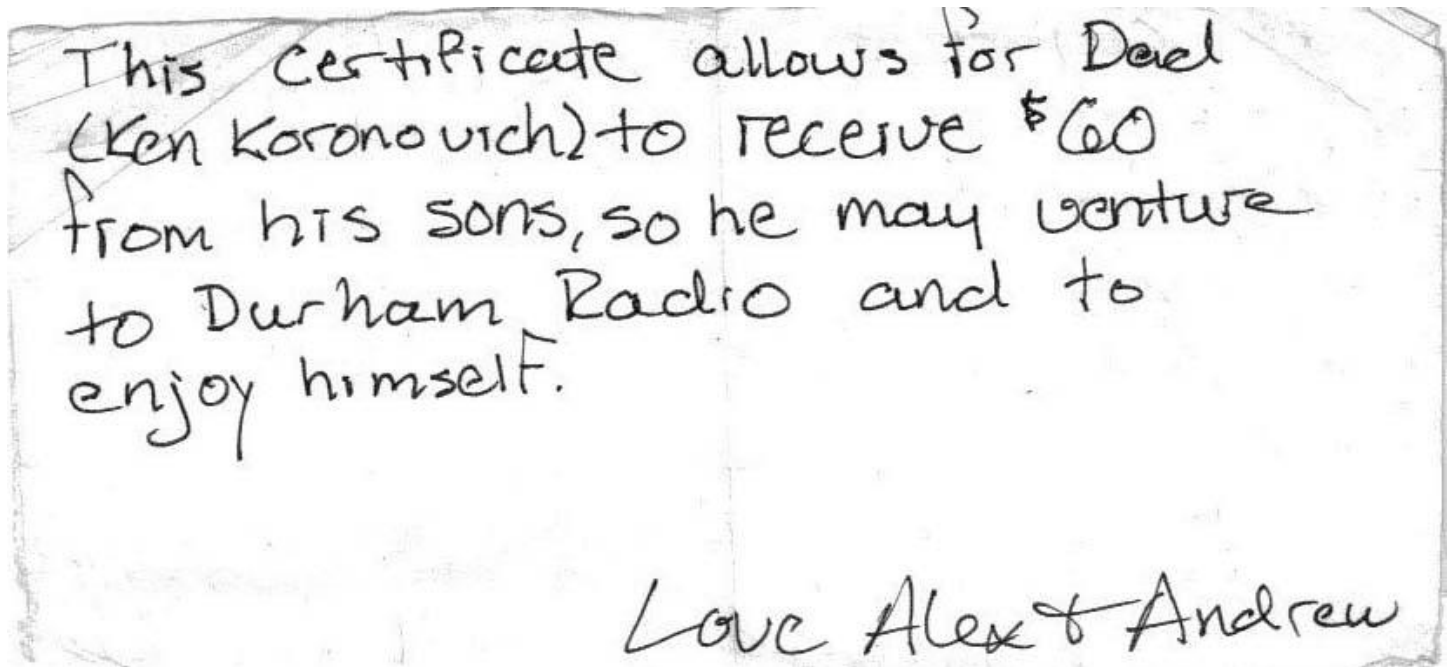 This certificate allows for Dad
(Ken Koronovich) to receive $60
from his sons, so he may venture
to Durham Radio and to
enjoy himself.
Love Alex & Andrew